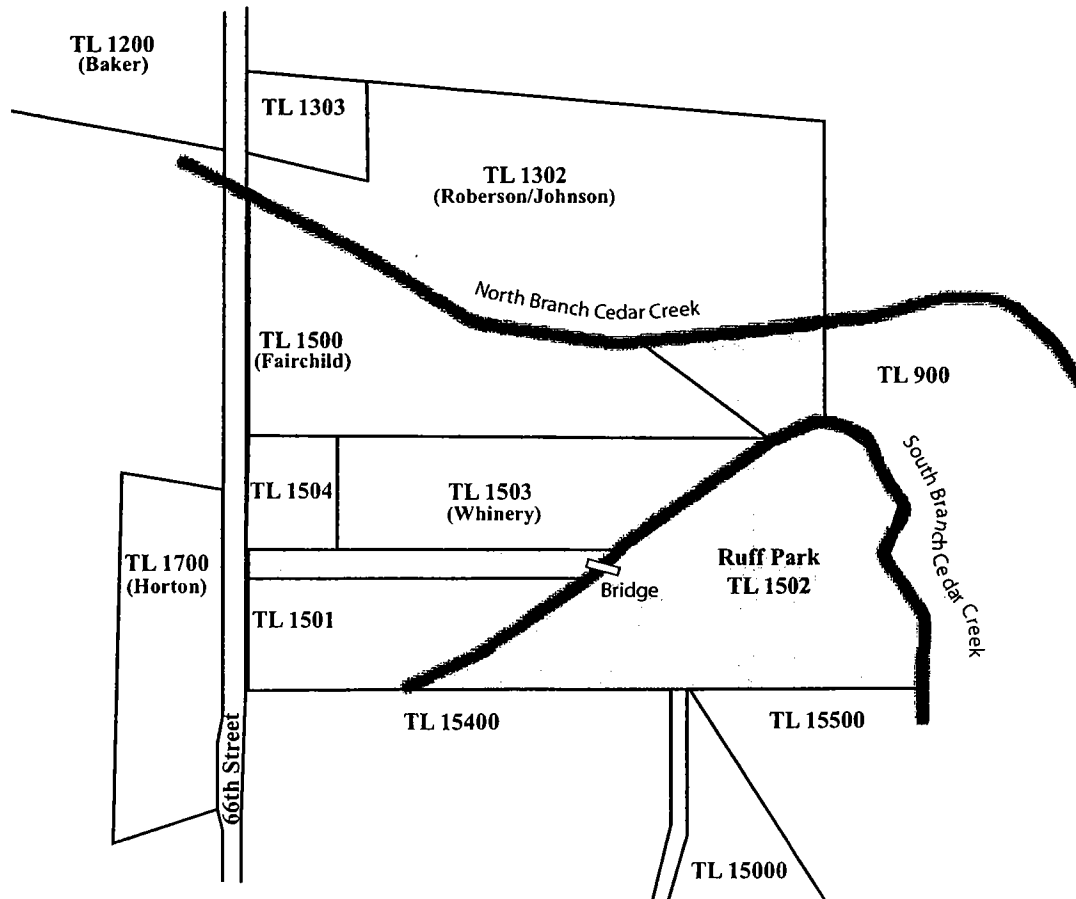 TL 1200
(Baker)
TL 1303
TL 1302
(Roberson/Johnson)
North Branch Cedar Creek
TL 1500
(Fairchild)
TL 900
South Branch Cedar Creek
TL 1504
TL 1503
(Whinery)
TL 1700
(Horton)
Ruff Park
TL 1502
Bridge
TL 1501
66th Street
TL 15400
TL 15500
TL 15000